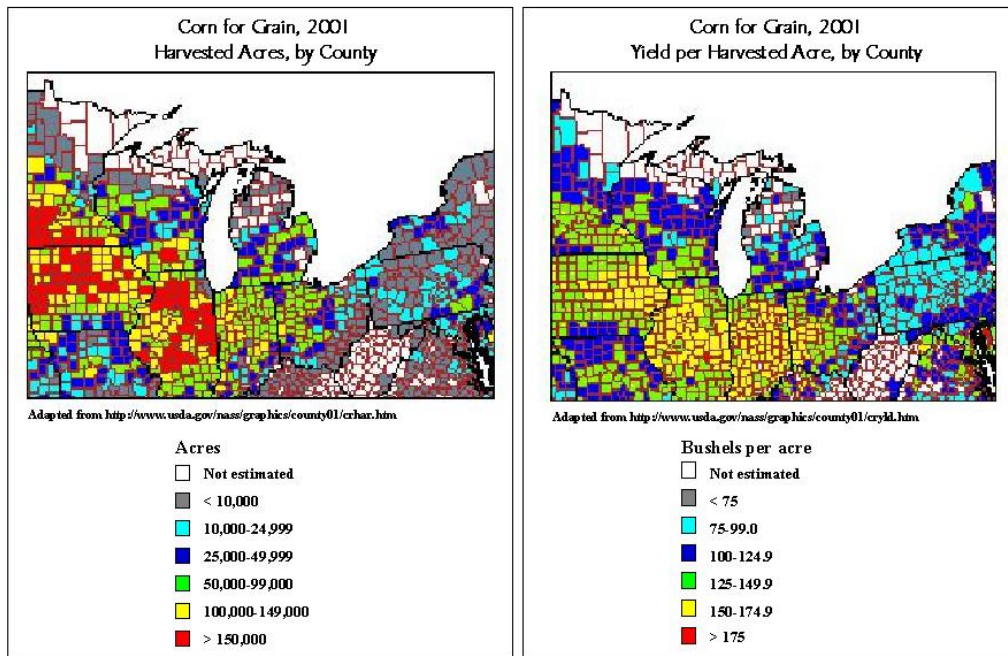 Corn for Grain, 2001
Harvested Acres, by County
Adapted from http://www.usda.gov/nass/graphics/county01/crhar.htm
Acres
Not estimated
< 10,000
10,000-24,999
25,000-49,999
50,000-99,000
100,000-149,000
> 150,000
Corn for Grain, 2001
Yield per Harvested Acre, by County
Adapted from http://www.usda.gov/nass/graphics/county01/cryld.htm
Bushels per acre
Not estimated
< 75
75-99.0
100-124.9
125-149.9
150-174.9
> 175